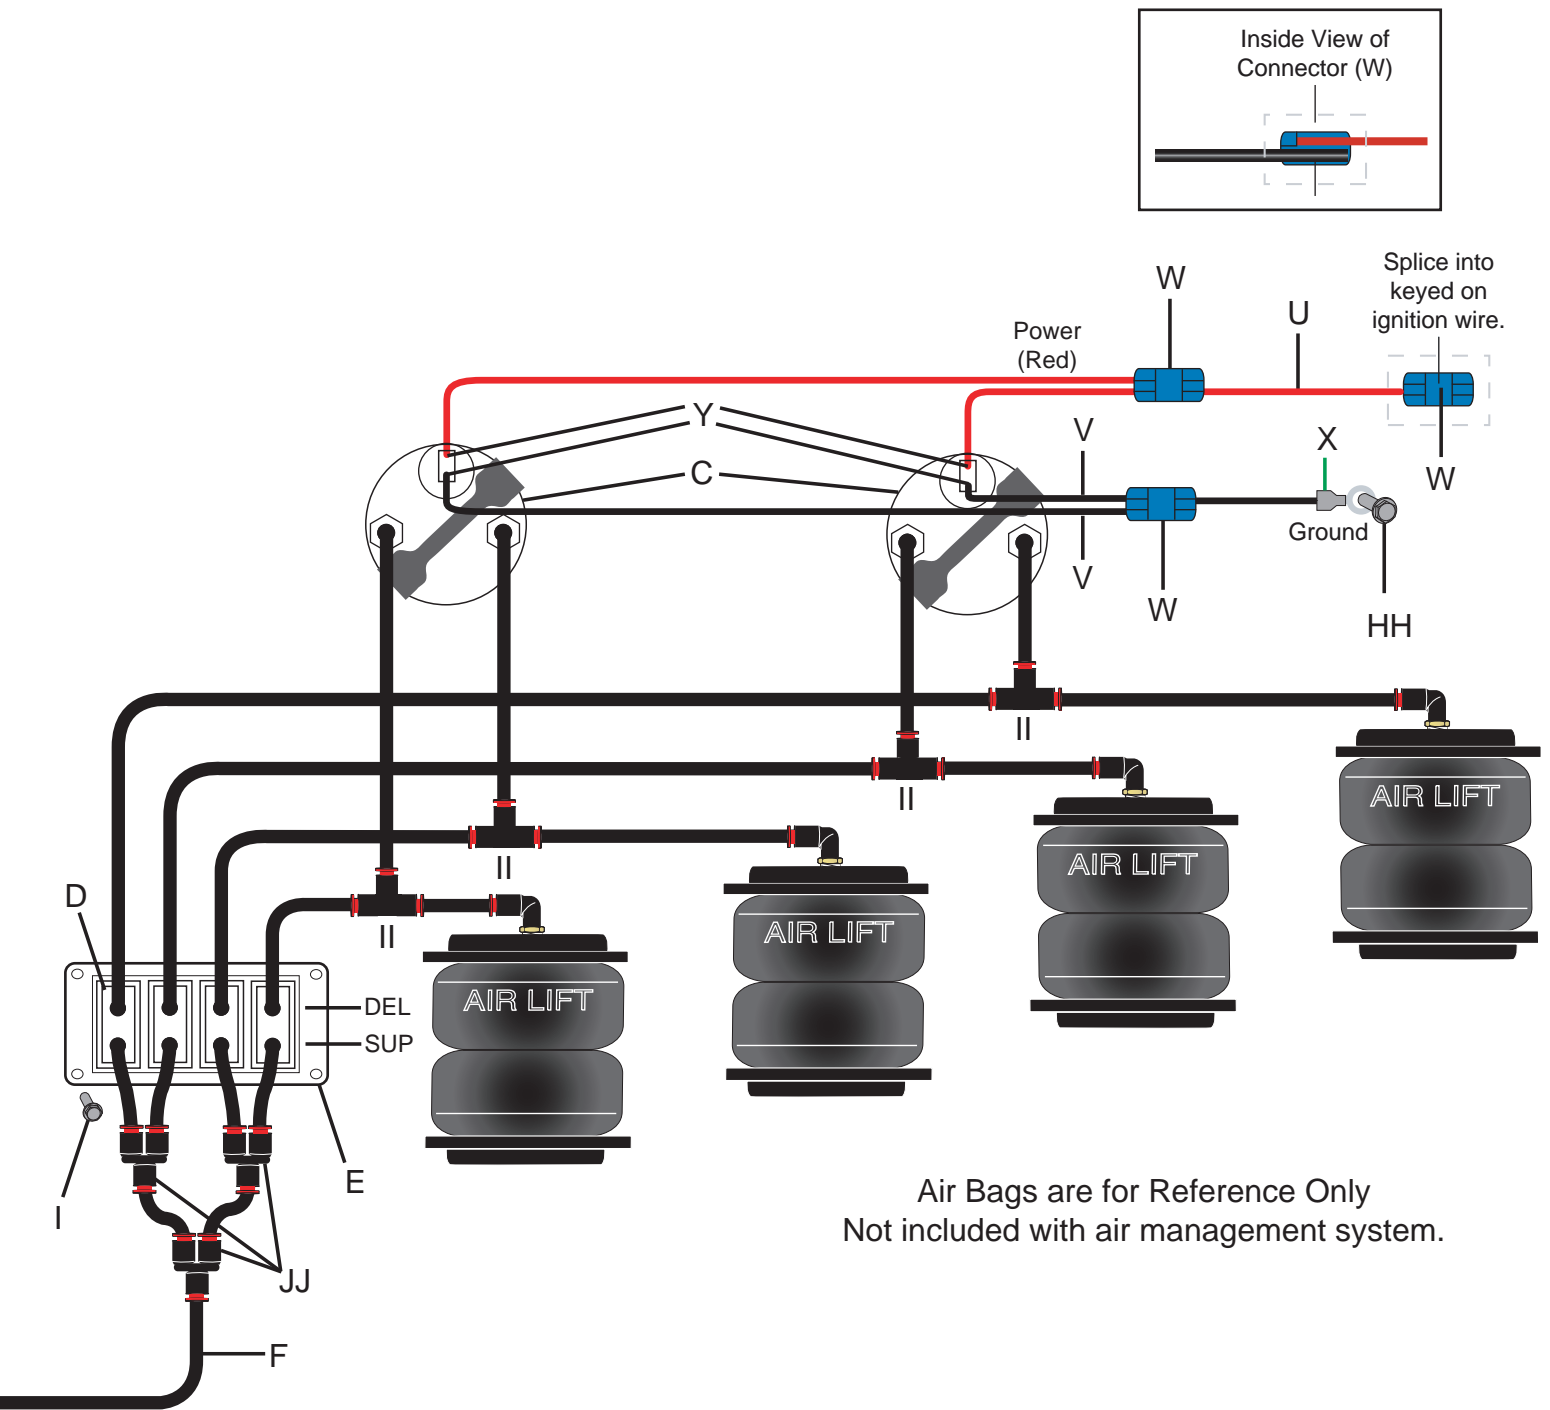 Inside View of
Connector (W)
Splice into
keyed on
ignition wire.
W
U
Power
(Red)
Y
V
X
C
W
Ground
V
W
HH
II
II
AIR LIFT
AIR LIFT
II
D
II
AIR LIFT
AIR LIFT
DEL
SUP
E
I
Air Bags are for Reference Only
Not included with air management system.
JJ
F